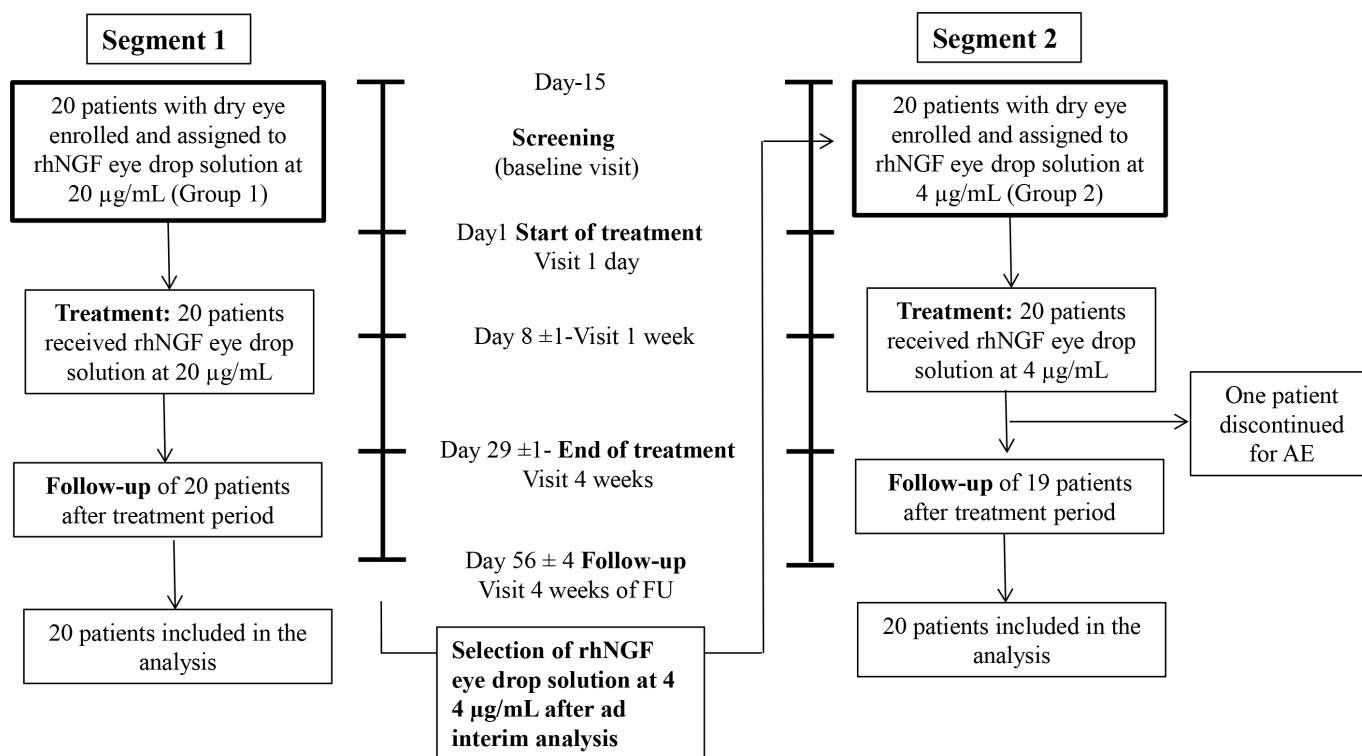 Segment 1
20 patients with dry eye
enrolled and assigned to
rhNGF eye drop solution at
20 µg/mL (Group 1)
Treatment: 20 patients
received rhNGF eye drop
solution at 20 µg/mL
Follow-up of 20 patients
after treatment period
20 patients included in the
analysis
Day-15
Screening
(baseline visit)
Day1 Start of treatment
Visit 1 day
Day 8 ±1-Visit 1 week
Day 29 ±1- End of treatment
Visit 4 weeks
Day 56 ± 4 Follow-up
Visit 4 weeks of FU
Selection of rhNGF
eye drop solution at 4
4 µg/mL after ad
interim analysis
Segment 2
20 patients with dry eye
enrolled and assigned to
rhNGF eye drop solution at
4 µg/mL (Group 2)
Treatment: 20 patients
received rhNGF eye drop
solution at 4 µg/mL
One patient
discontinued
for AE
Follow-up of 19 patients
after treatment period
20 patients included in the
analysis